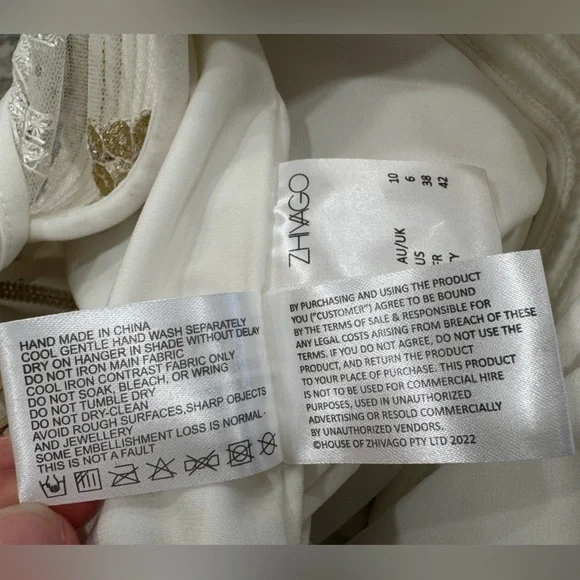 ZHIVAGO
AU/UK 10
US 6
38
42
HAND MADE IN CHINA
COOL GENTLE HAND WASH SEPARATELY
DRY ON HANGER IN SHADE WITHOUT DELAY
DO NOT IRON MAIN FABRIC
COOL IRON CONTRAST FABRIC ONLY
DO NOT SOAK, BLEACH, OR WRING
DO NOT TUMBLE DRY
DO NOT DRY-CLEAN
AVOID ROUGH SURFACES,SHARP OBJECTS
AND JEWELLERY
SOME EMBELLISHMENT LOSS IS NORMAL -
THIS IS NOT A FAULT
BY PURCHASING AND USING THE PRODUCT
YOU ("CUSTOMER") AGREE TO BE BOUND
BY THE TERMS OF SALE & RESPONSIBLE FOR
ANY LEGAL COSTS ARISING FROM BREACH OF THESE
TERMS. IF YOU DO NOT AGREE, DO NOT USE THE
PRODUCT, AND RETURN THE PRODUCT
TO YOUR PLACE OF PURCHASE. THIS PRODUCT
IS NOT TO BE USED FOR COMMERCIAL HIRE
PURPOSES, USED IN UNAUTHORIZED
ADVERTISING OR RESOLD COMMERCIALLY
BY UNAUTHORIZED VENDORS.
©HOUSE OF ZHIVAGO PTY LTD 2022